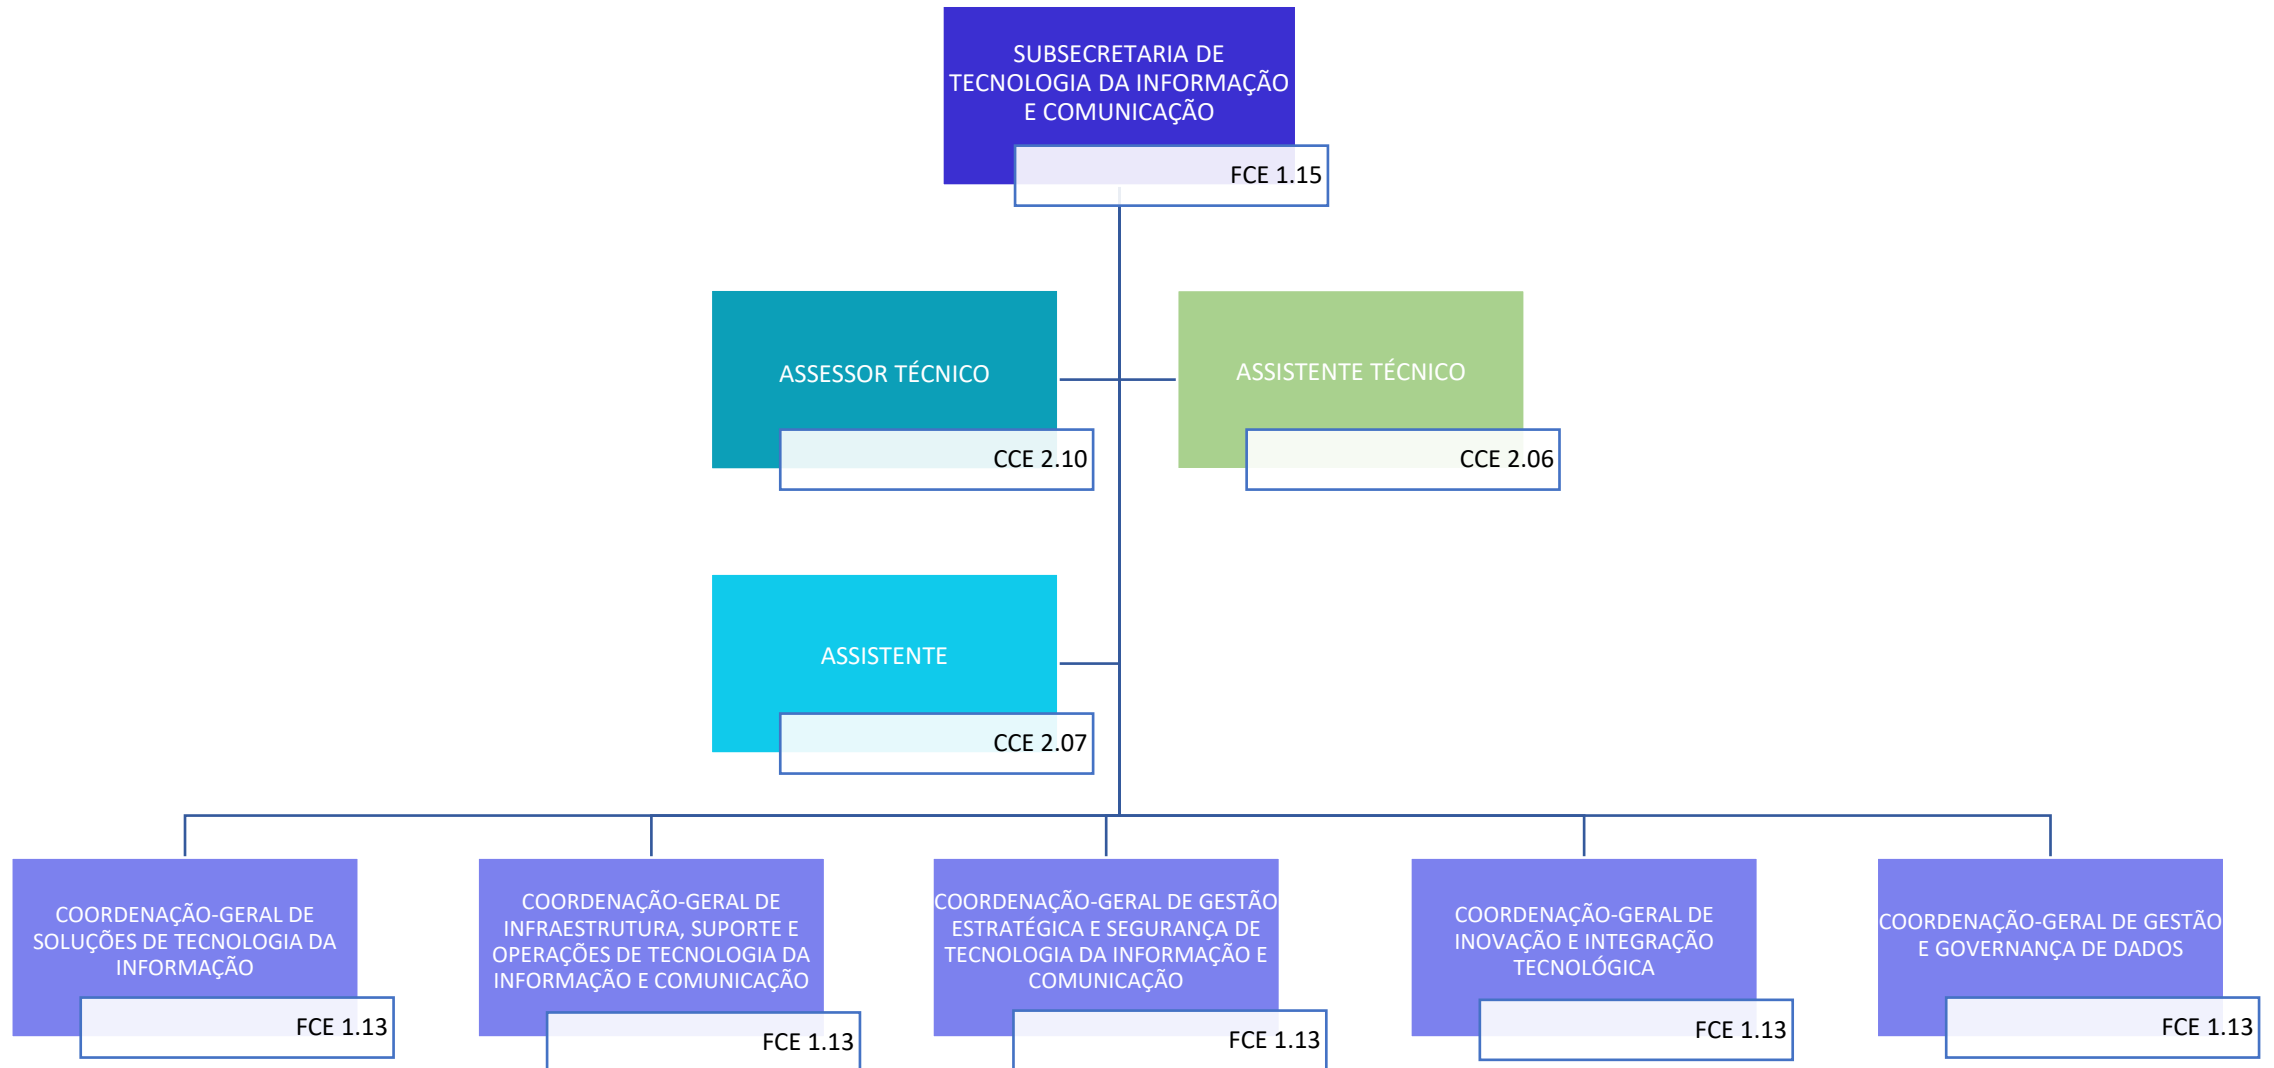 SUBSECRETARIA DE
TECNOLOGIA DA INFORMAÇÃO
E COMUNICAÇÃO
FCE 1.15
ASSESSOR TÉCNICO
CCE 2.10
ASSISTENTE TÉCNICO
CCE 2.06
ASSISTENTE
CCE 2.07
COORDENAÇÃO-GERAL DE
SOLUÇÕES DE TECNOLOGIA DA
INFORMAÇÃO
FCE 1.13
COORDENAÇÃO-GERAL DE
INFRAESTRUTURA, SUPORTE E
OPERAÇÕES DE TECNOLOGIA DA
INFORMAÇÃO E COMUNICAÇÃO
FCE 1.13
COORDENAÇÃO-GERAL DE GESTÃO
ESTRATÉGICA E SEGURANÇA DE
TECNOLOGIA DA INFORMAÇÃO E
COMUNICAÇÃO
FCE 1.13
COORDENAÇÃO-GERAL DE
INOVAÇÃO E INTEGRAÇÃO
TECNOLÓGICA
FCE 1.13
COORDENAÇÃO-GERAL DE GESTÃO
E GOVERNANÇA DE DADOS
FCE 1.13